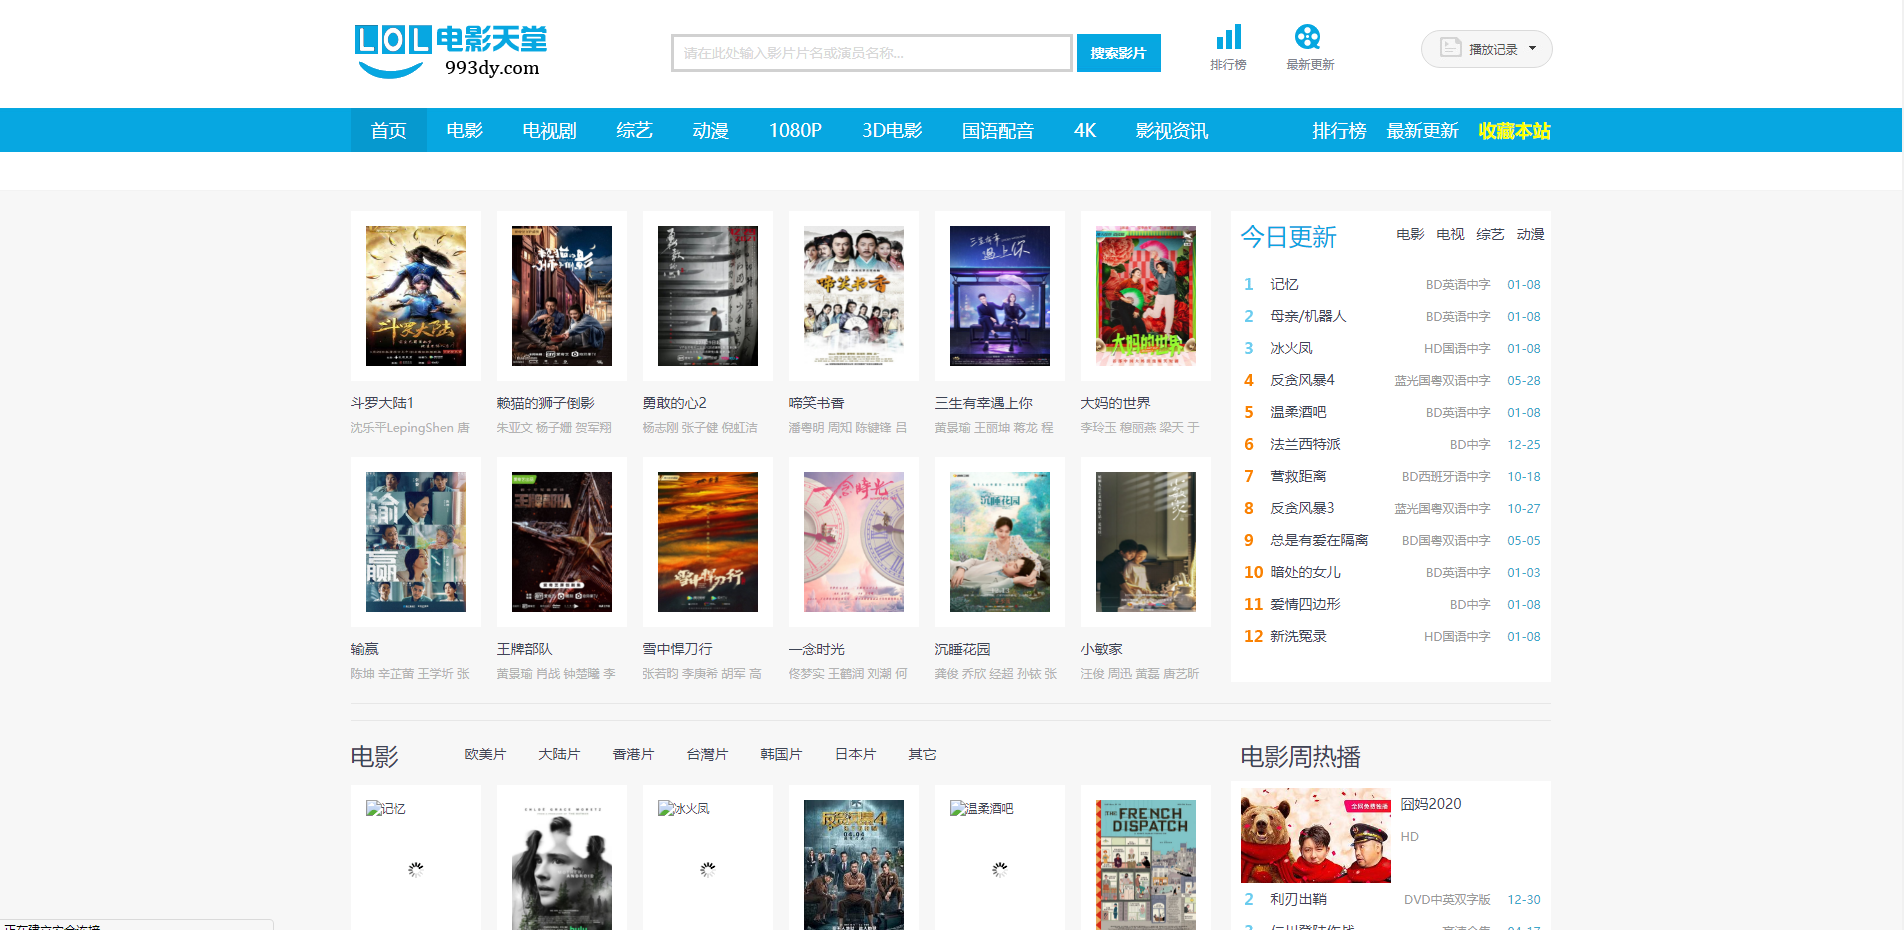 LOL电影天堂
993dy.com
请在此处输入影片片名或演员名称...
搜索影片
排行榜
最新更新
播放记录
首页 电影 电视剧 综艺 动漫 1080P 3D电影 国语配音 4K 影视资讯 排行榜 最新更新 收藏本站
斗罗大陆1
沈乐平LepingShen 唐
赖猫的狮子倒影
朱亚文 杨子姗 贺军翔
勇敢的心2
杨志刚 张子健 倪虹洁
啼笑书香
潘粤明 周知 陈键锋 吕
三生有幸遇上你
黄景瑜 王丽坤 蒋龙 程
大妈的世界
李玲玉 穆丽燕 梁天 于
输赢
陈坤 辛芷蕾 王学圻 张
王牌部队
黄景瑜 肖战 钟楚曦 李
雪中悍刀行
张若昀 李庚希 胡军 高
一念时光
佟梦实 王鹤润 刘潮 何
沉睡花园
龚俊 乔欣 经超 孙铱 张
小敏家
汪俊 周迅 黄磊 唐艺昕
今日更新 电影 电视 综艺 动漫
1 记忆 BD英语中字 01-08
2 母亲/机器人 BD英语中字 01-08
3 冰火凤 HD国语中字 01-08
4 反贪风暴4 蓝光国粤双语中字 05-28
5 温柔酒吧 BD英语中字 01-08
6 法兰西特派 BD中字 12-25
7 营救距离 BD西班牙语中字 10-18
8 反贪风暴3 蓝光国粤双语中字 10-27
9 总是有爱在隔离 BD国粤双语中字 05-05
10 暗处的女儿 BD英语中字 01-03
11 爱情四边形 BD中字 01-08
12 新洗冤录 HD国语中字 01-08
电影 欧美片 大陆片 香港片 台灣片 韩国片 日本片 其它
记忆
冰火凤
反贪风暴4
04.04
温柔酒吧
THE FRENCH DISPATCH
电影周热播
全网免费独播
囧妈2020
HD
2 利刃出鞘 DVD中英双字版 12-30